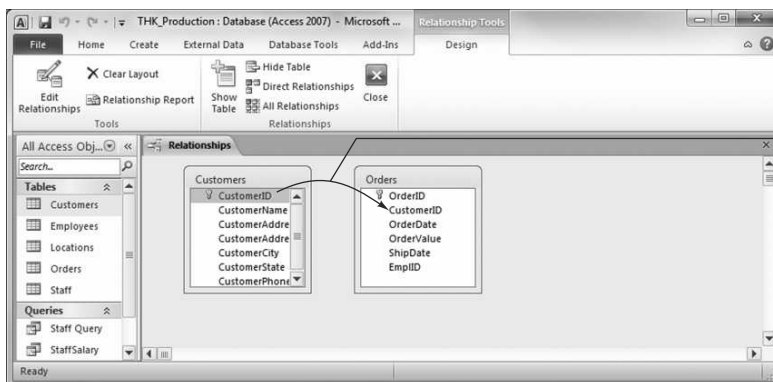 THK_Production : Database (Access 2007) - Microsoft ...
Relationship Tools
File Home Create External Data Database Tools Add-Ins Design
Edit Relationships
Clear Layout
Relationship Report
Tools
Show Table
Hide Table
Direct Relationships
All Relationships
Close
Relationships
All Access Obj...
Search...
Tables
Customers
Employees
Locations
Orders
Staff
Queries
Staff Query
StaffSalary
Relationships
Customers
CustomerID
CustomerName
CustomerAddre
CustomerAddre
CustomerCity
CustomerState
CustomerPhone
Orders
OrderID
CustomerID
OrderDate
OrderValue
ShipDate
EmplID
Ready